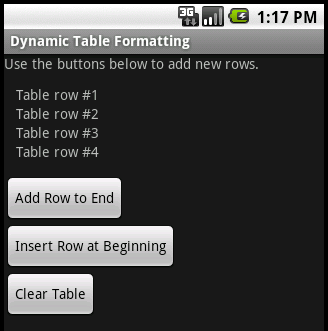 3G 1:17 PM
Dynamic Table Formatting
Use the buttons below to add new rows.
Table row #1
Table row #2
Table row #3
Table row #4
Add Row to End
Insert Row at Beginning
Clear Table